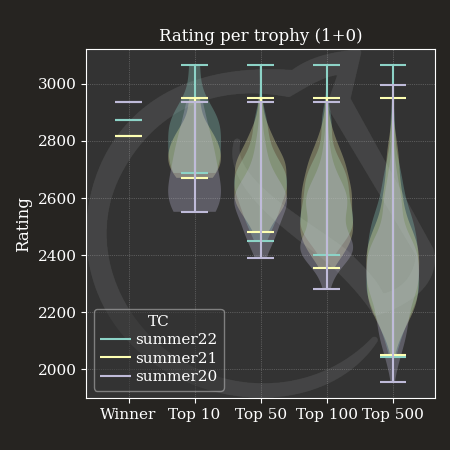 Rating per trophy (1+0)
3000
2800
2600
2400
2200
2000
Rating
TC
summer22
summer21
summer20
Winner Top 10 Top 50 Top 100 Top 500